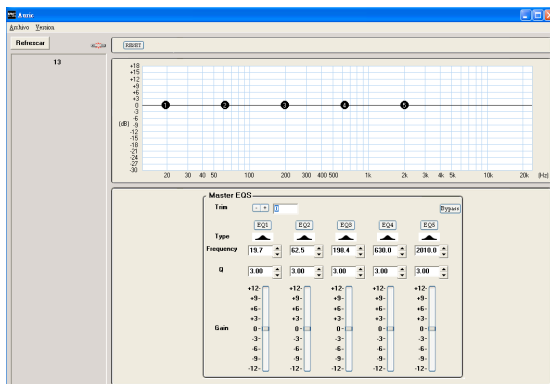 Atric
Archivo Version
Refrescar
RESET
13
+18
+15
+12
+9
+6
+3
0
-3
-6
(dB) -9
-12
-15
-18
-21
-24
-27
-30
20 30 40 50 100 200 300 400 500 1k 2k 3k 4k 5k 10k 20k (Hz)
1 2 3 4 5
Master EQS
Trim - + 0 Bypass
EQ1 EQ2 EQ3 EQ4 EQ5
Type
Frequency 19.7 62.5 198.4 630.0 2010.0
Q 3.00 3.00 3.00 3.00 3.00
+12- +12- +12- +12- +12-
+9- +9- +9- +9- +9-
+6- +6- +6- +6- +6-
+3- +3- +3- +3- +3-
Gain 0- 0- 0- 0- 0-
-3- -3- -3- -3- -3-
-6- -6- -6- -6- -6-
-9- -9- -9- -9- -9-
-12- -12- -12- -12- -12-